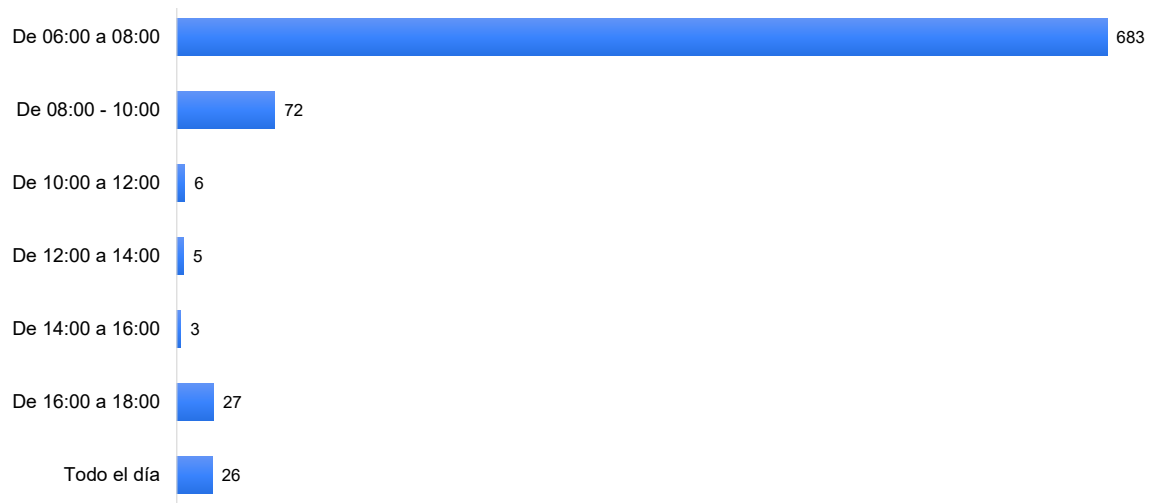 De 06:00 a 08:00 683
De 08:00 - 10:00 72
De 10:00 a 12:00 6
De 12:00 a 14:00 5
De 14:00 a 16:00 3
De 16:00 a 18:00 27
Todo el día 26